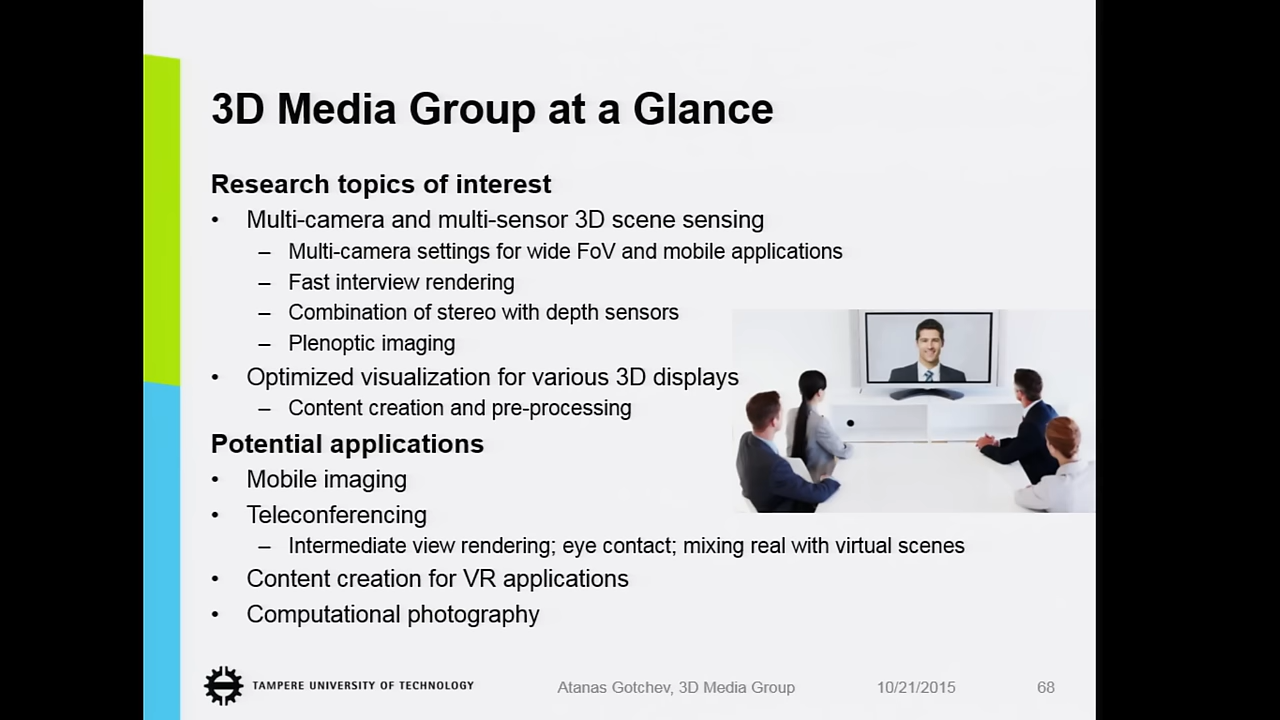 3D Media Group at a Glance
Research topics of interest
• Multi-camera and multi-sensor 3D scene sensing
– Multi-camera settings for wide FoV and mobile applications
– Fast interview rendering
– Combination of stereo with depth sensors
– Plenoptic imaging
• Optimized visualization for various 3D displays
– Content creation and pre-processing
Potential applications
• Mobile imaging
• Teleconferencing
– Intermediate view rendering; eye contact; mixing real with virtual scenes
• Content creation for VR applications
• Computational photography
TAMPERE UNIVERSITY OF TECHNOLOGY
Atanas Gotchev, 3D Media Group
10/21/2015
68